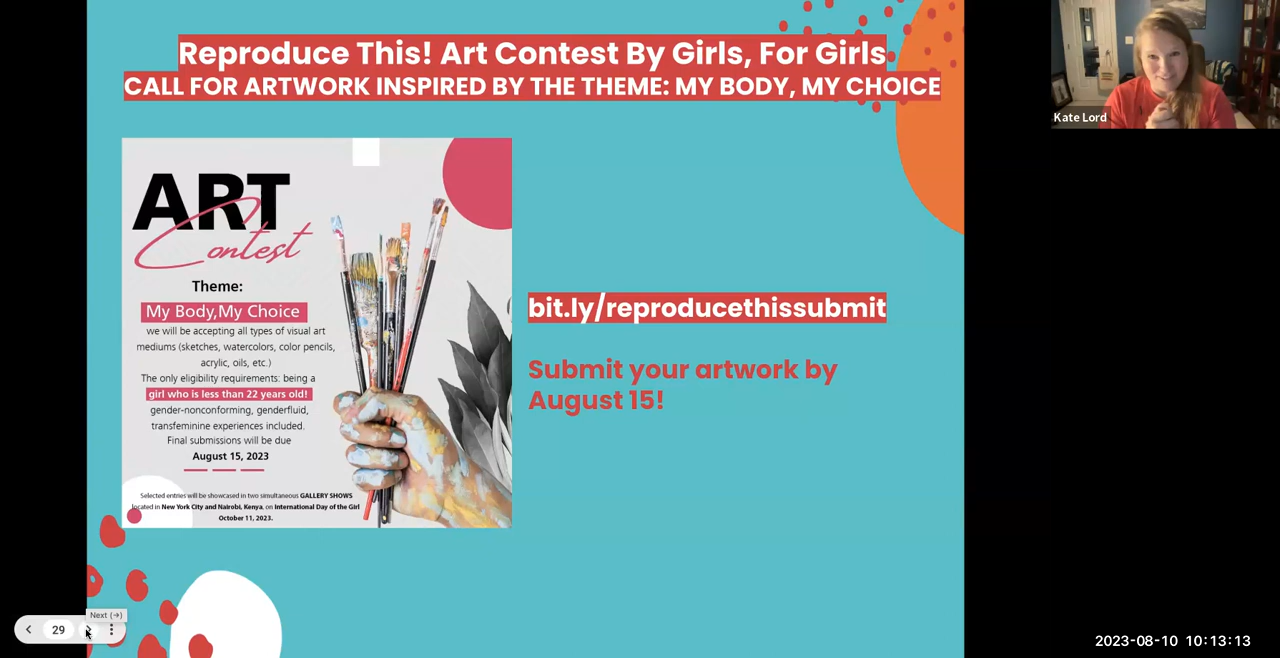 Reproduce This! Art Contest By Girls, For Girls
CALL FOR ARTWORK INSPIRED BY THE THEME: MY BODY, MY CHOICE
Kate Lord
ART
Contest
Theme:
My Body,My Choice
we will be accepting all types of visual art
mediums (sketches, watercolors, color pencils,
acrylic, oils, etc.)
The only eligibility requirements: being a
girl who is less than 22 years old!
gender-nonconforming, genderfluid,
transfeminine experiences included.
Final submissions will be due
August 15, 2023
Selected entries will be showcased in two simultaneous GALLERY SHOWS
located in New York City and Nairobi, Kenya, on International Day of the Girl
October 11, 2023.
bit.ly/reproducethissubmit
Submit your artwork by
August 15!
Next (→)
29
2023-08-10 10:13:13